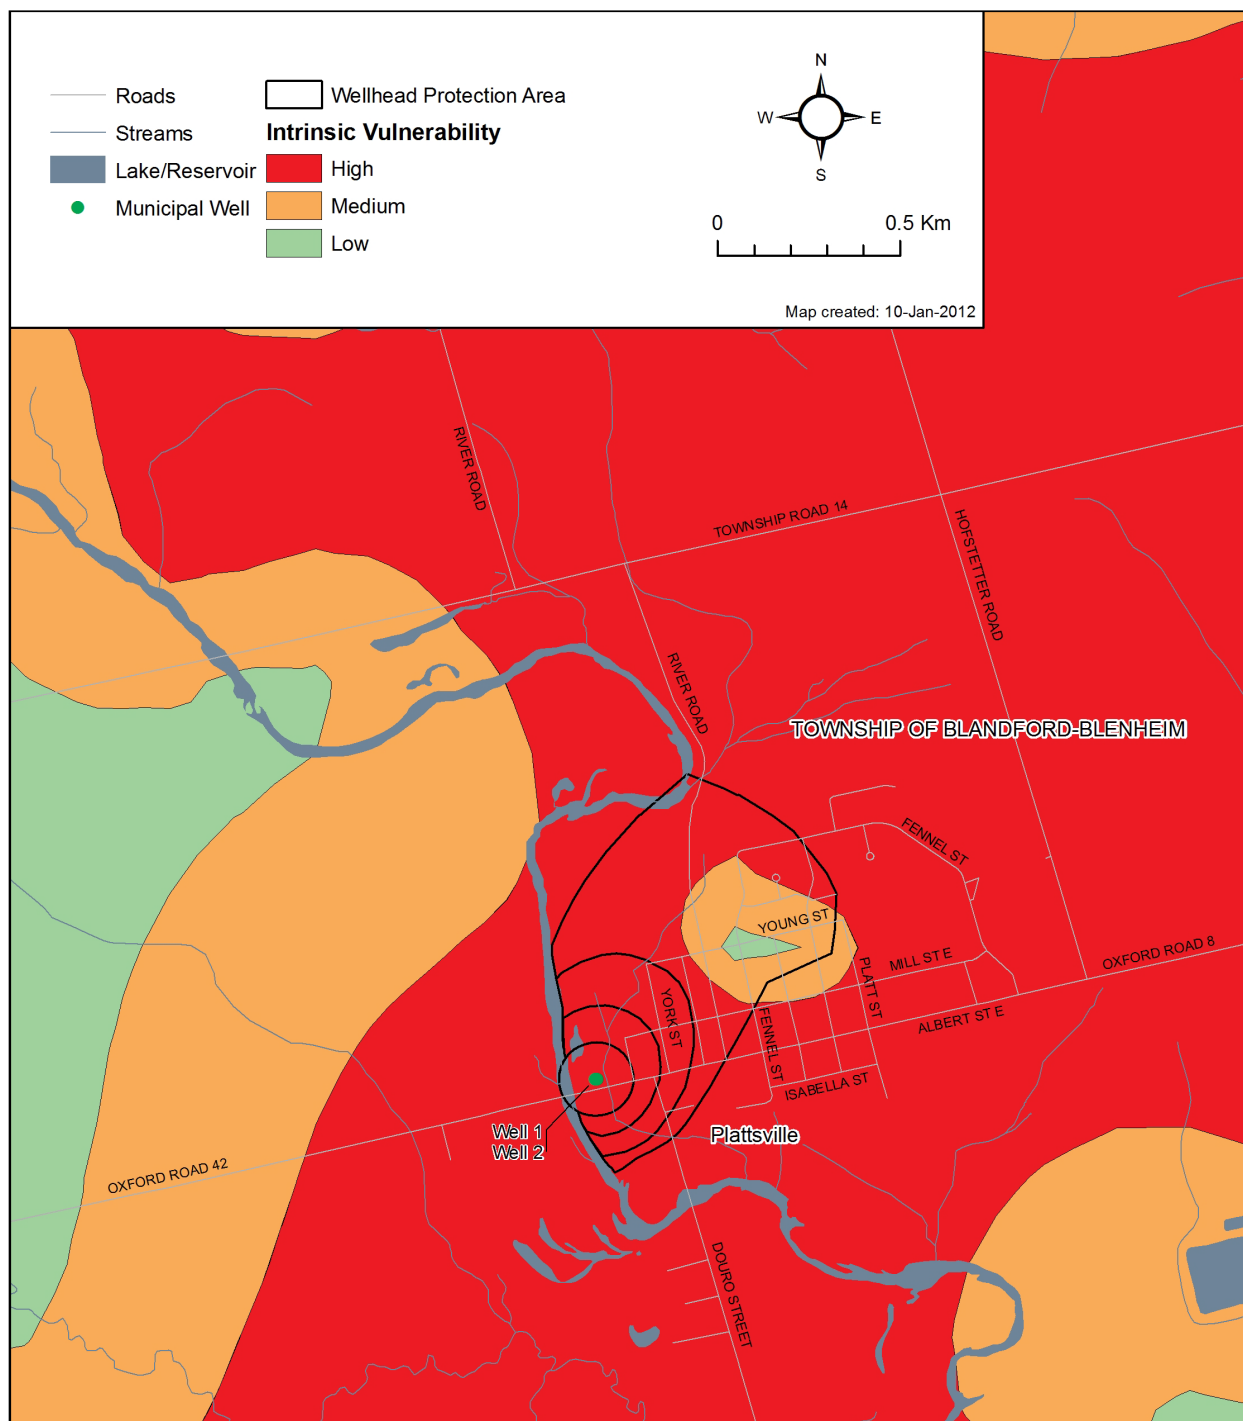 Roads
Streams
Lake/Reservoir
Municipal Well
Wellhead Protection Area
Intrinsic Vulnerability
High
Medium
Low
N
W
E
S
0
0.5 Km
Map created: 10-Jan-2012
RIVER ROAD
TOWNSHIP ROAD 14
HOFSTETTER ROAD
RIVER ROAD
TOWNSHIP OF BLANDFORD-BLENHEIM
FENNEL ST
YOUNG ST
MILL ST E
OXFORD ROAD 8
PLATT ST
YORK ST
FENNEL ST
ALBERT ST E
ISABELLA ST
Well 1
Well 2
Plattsville
OXFORD ROAD 42
DOURO STREET